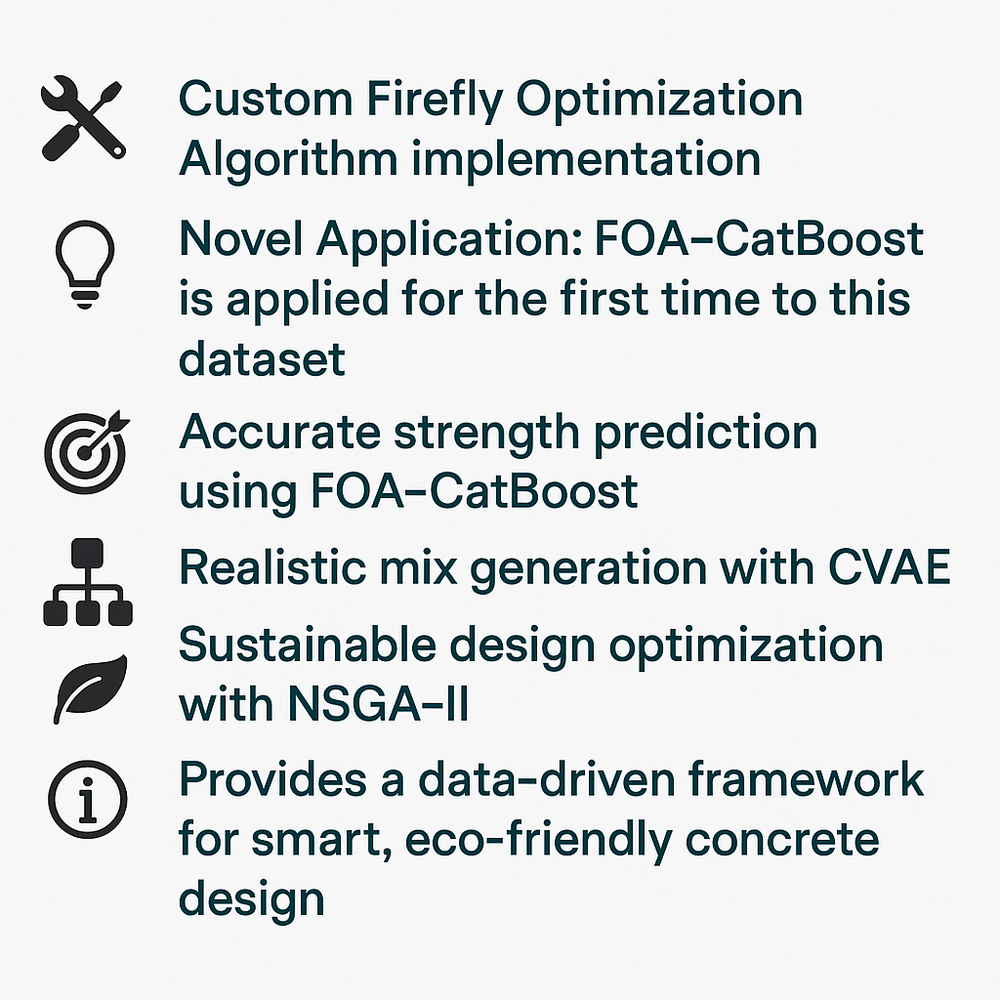 Custom Firefly Optimization
Algorithm implementation
Novel Application: FOA–CatBoost
is applied for the first time to this
dataset
Accurate strength prediction
using FOA–CatBoost
Realistic mix generation with CVAE
Sustainable design optimization
with NSGA–II
Provides a data-driven framework
for smart, eco-friendly concrete
design